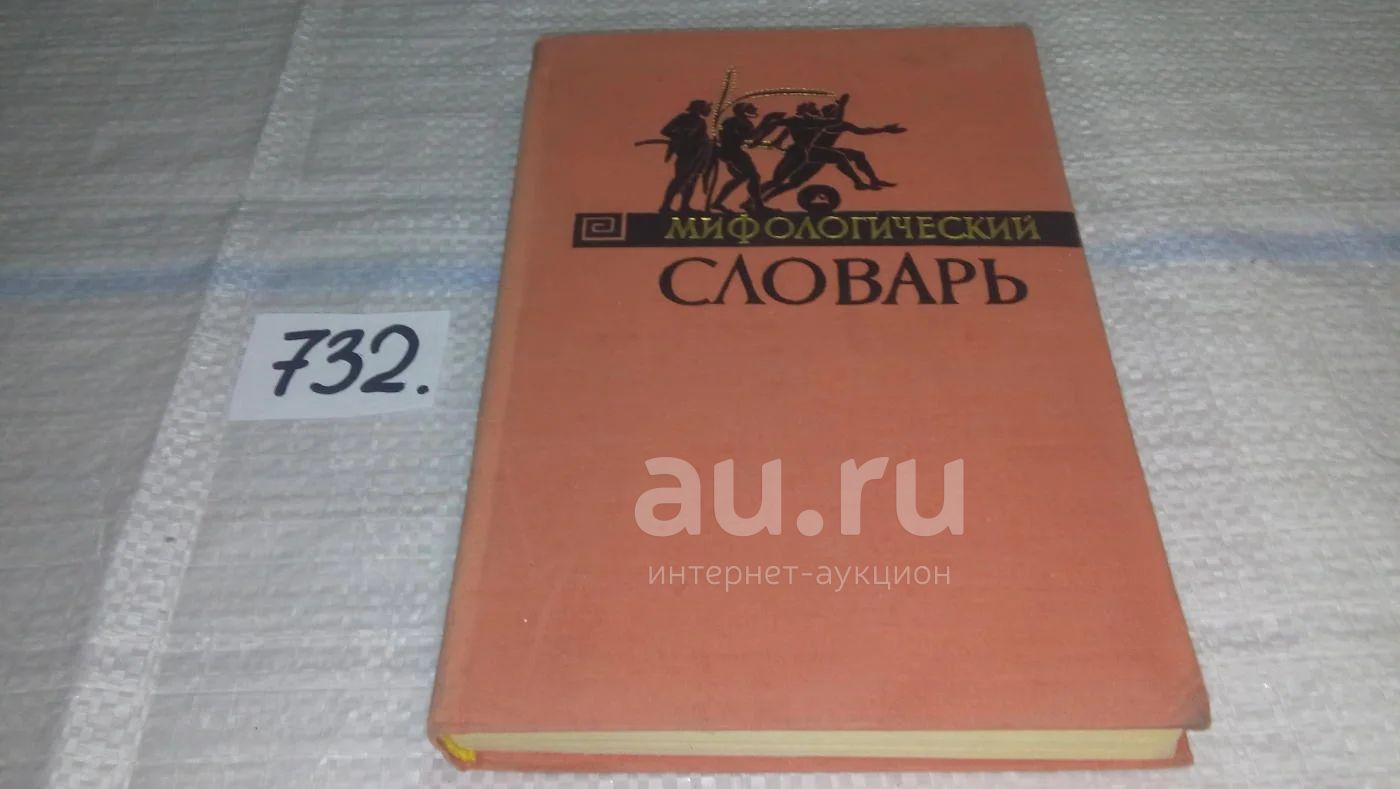 МИФОЛОГИЧЕСКИЙ
СЛОВАРЬ
732.
au.ru
интернет-аукцион